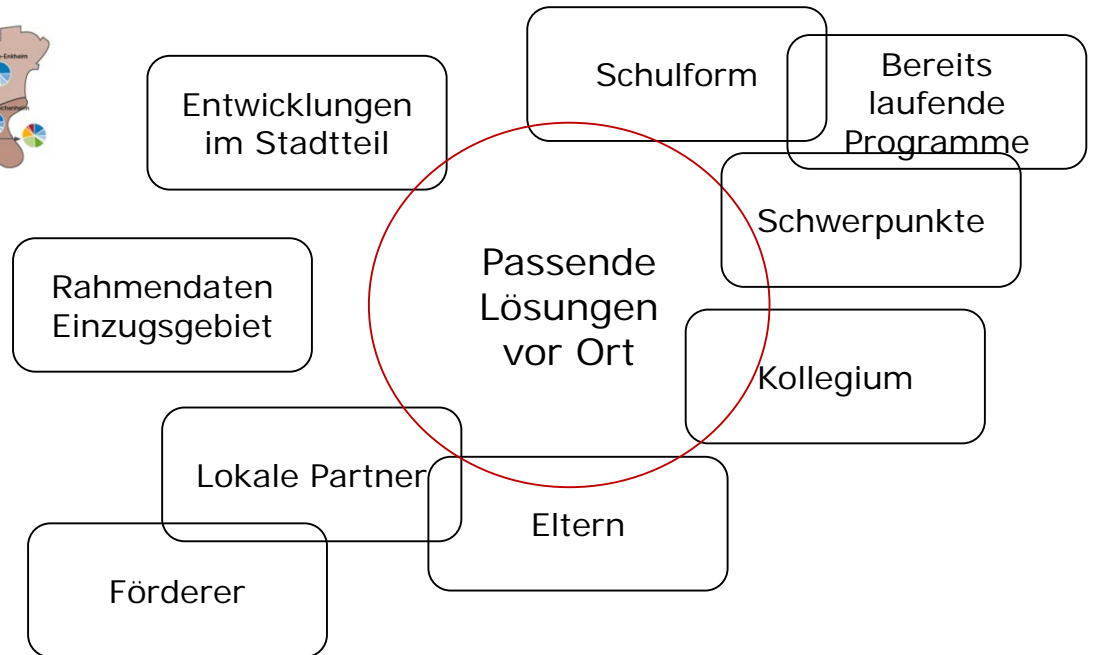 Entwicklungen
im Stadtteil
Schulform
Bereits
laufende
Programme
Schwerpunkte
Passende
Lösungen
vor Ort
Rahmendaten
Einzugsgebiet
Kollegium
Lokale Partner
Eltern
Förderer